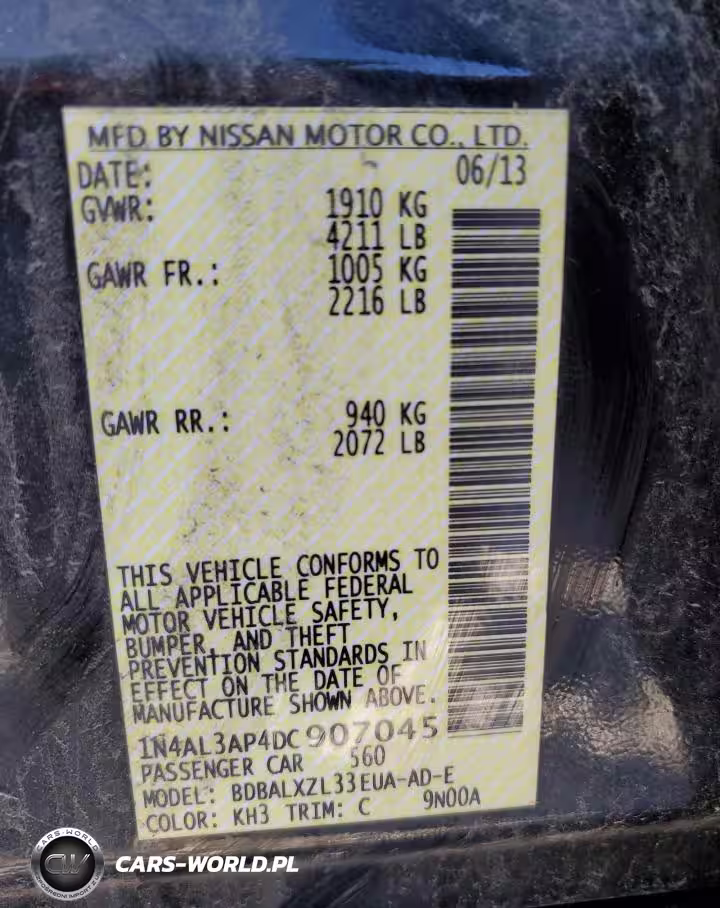 MFD BY NISSAN MOTOR CO., LTD.
DATE: 06/13
GVWR: 1910 KG
4211 LB
GAWR FR.: 1005 KG
2216 LB
GAWR RR.: 940 KG
2072 LB
THIS VEHICLE CONFORMS TO
ALL APPLICABLE FEDERAL
MOTOR VEHICLE SAFETY,
BUMPER, AND THEFT
PREVENTION STANDARDS IN
EFFECT ON THE DATE OF
MANUFACTURE SHOWN ABOVE.
1N4AL3AP4DC907045
PASSENGER CAR 560
MODEL: BDBALXZL33EUA-AD-E
COLOR: KH3 TRIM: C 9N00A
CARS-WORLD
CW
CARS-WORLD.PL